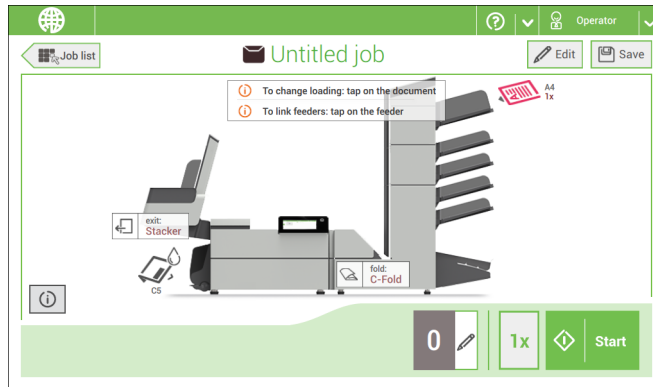 Operator
Job list
Untitled job
Edit
Save
To change loading: tap on the document
To link feeders: tap on the feeder
A4
1x
exit:
Stacker
C5
fold:
C-Fold
0
1x
Start